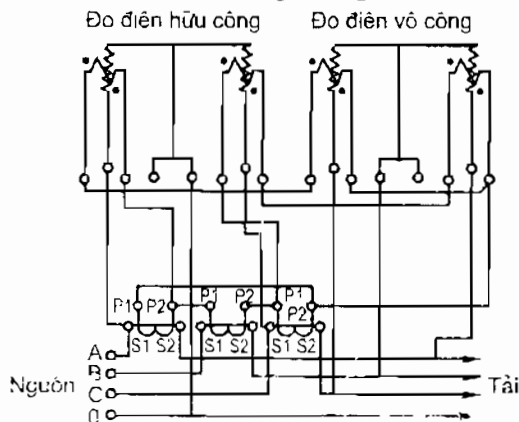 Đo điện hữu công Đo điện vô công
P1 P2 P1 P2 P1
P2
S1 S2 S1 S2 S1 S2
A
B
Nguồn C Tải
0